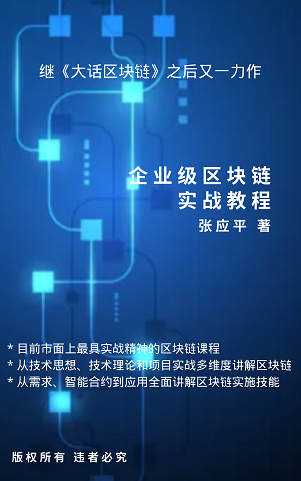 继《大话区块链》之后又一力作
企业级区块链
实战教程
张应平 著
* 目前市面上最具实战精神的区块链课程
* 从技术思想、技术理论和项目实战多维度讲解区块链
* 从需求、智能合约到应用全面讲解区块链实施技能
版权所有 违者必究